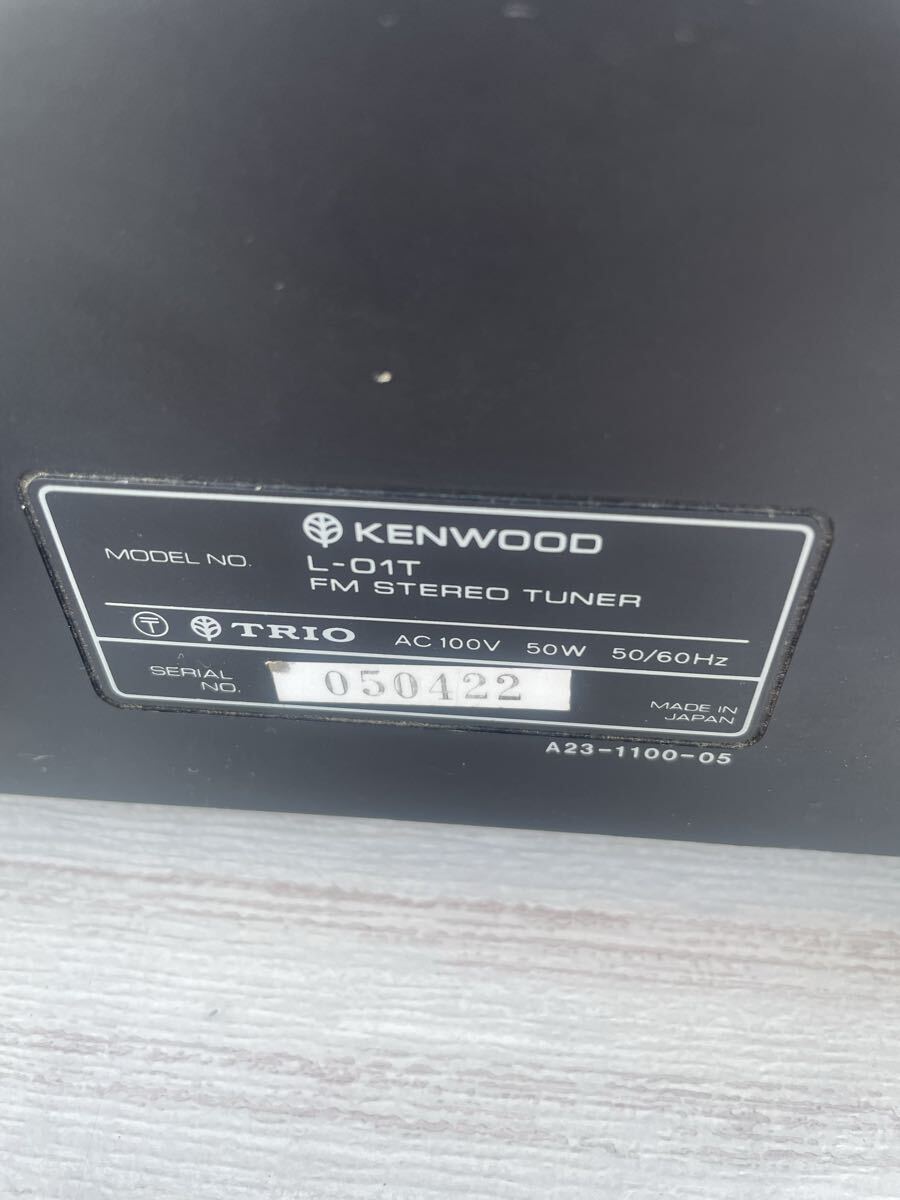 KENWOOD
MODEL NO. L-01T
FM STEREO TUNER
〒 TRIO AC 100V 50W 50/60Hz
SERIAL NO. 050422
MADE IN JAPAN
A23-1100-05